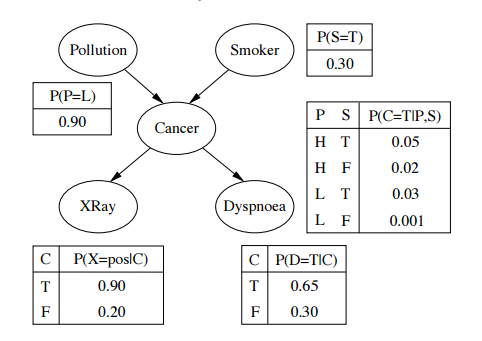 Pollution
Smoker
P(S=T)
0.30
P(P=L)
0.90
Cancer
P S P(C=T|P,S)
H T 0.05
H F 0.02
L T 0.03
L F 0.001
XRay
Dyspnoea
C P(X=pos|C)
T 0.90
F 0.20
C P(D=T|C)
T 0.65
F 0.30